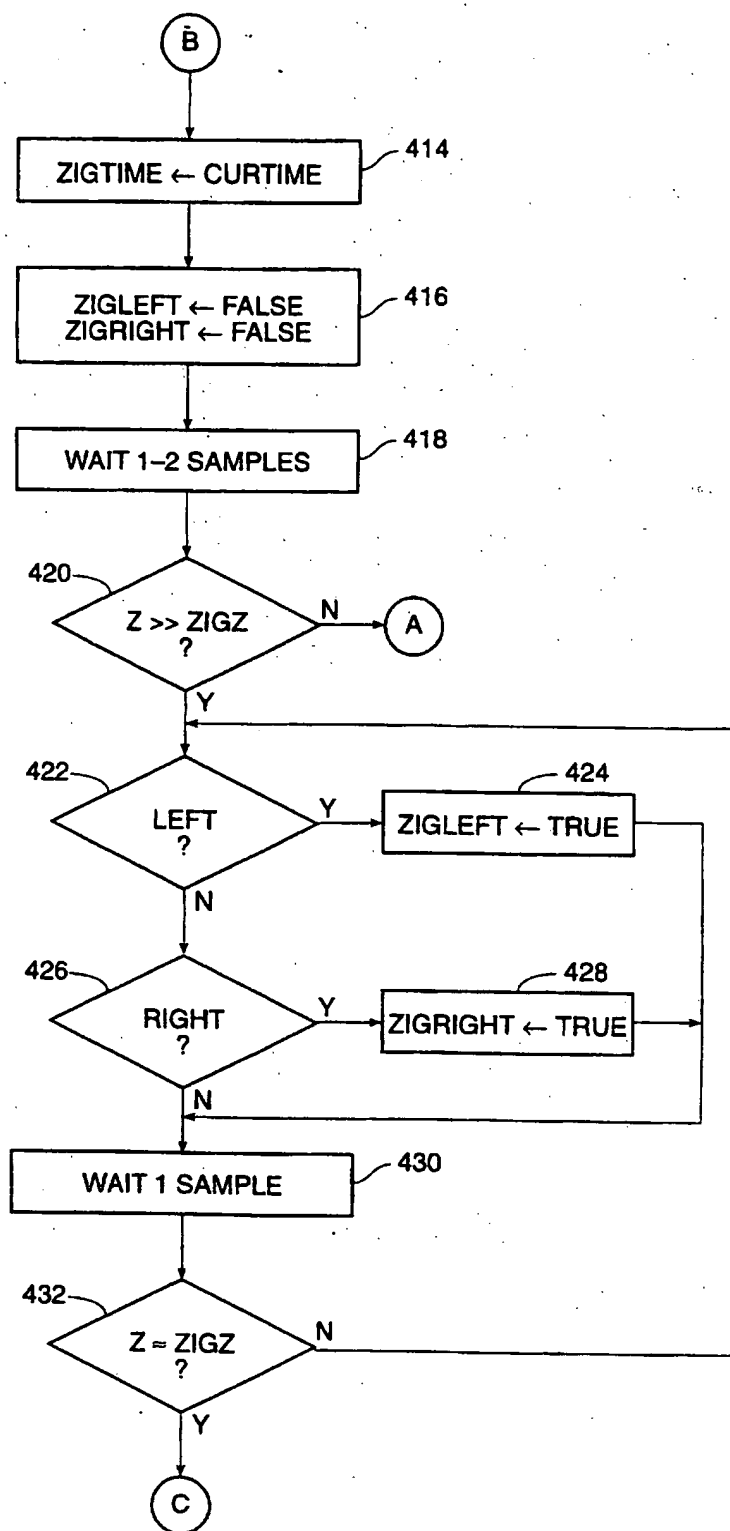 B
ZIGTIME ← CURTIME
414
ZIGLEFT ← FALSE
ZIGRIGHT ← FALSE
416
WAIT 1–2 SAMPLES
418
420
Z >> ZIGZ
?
N
A
Y
422
LEFT
?
Y
424
ZIGLEFT ← TRUE
N
426
RIGHT
?
Y
428
ZIGRIGHT ← TRUE
N
WAIT 1 SAMPLE
430
432
Z ≈ ZIGZ
?
N
Y
C